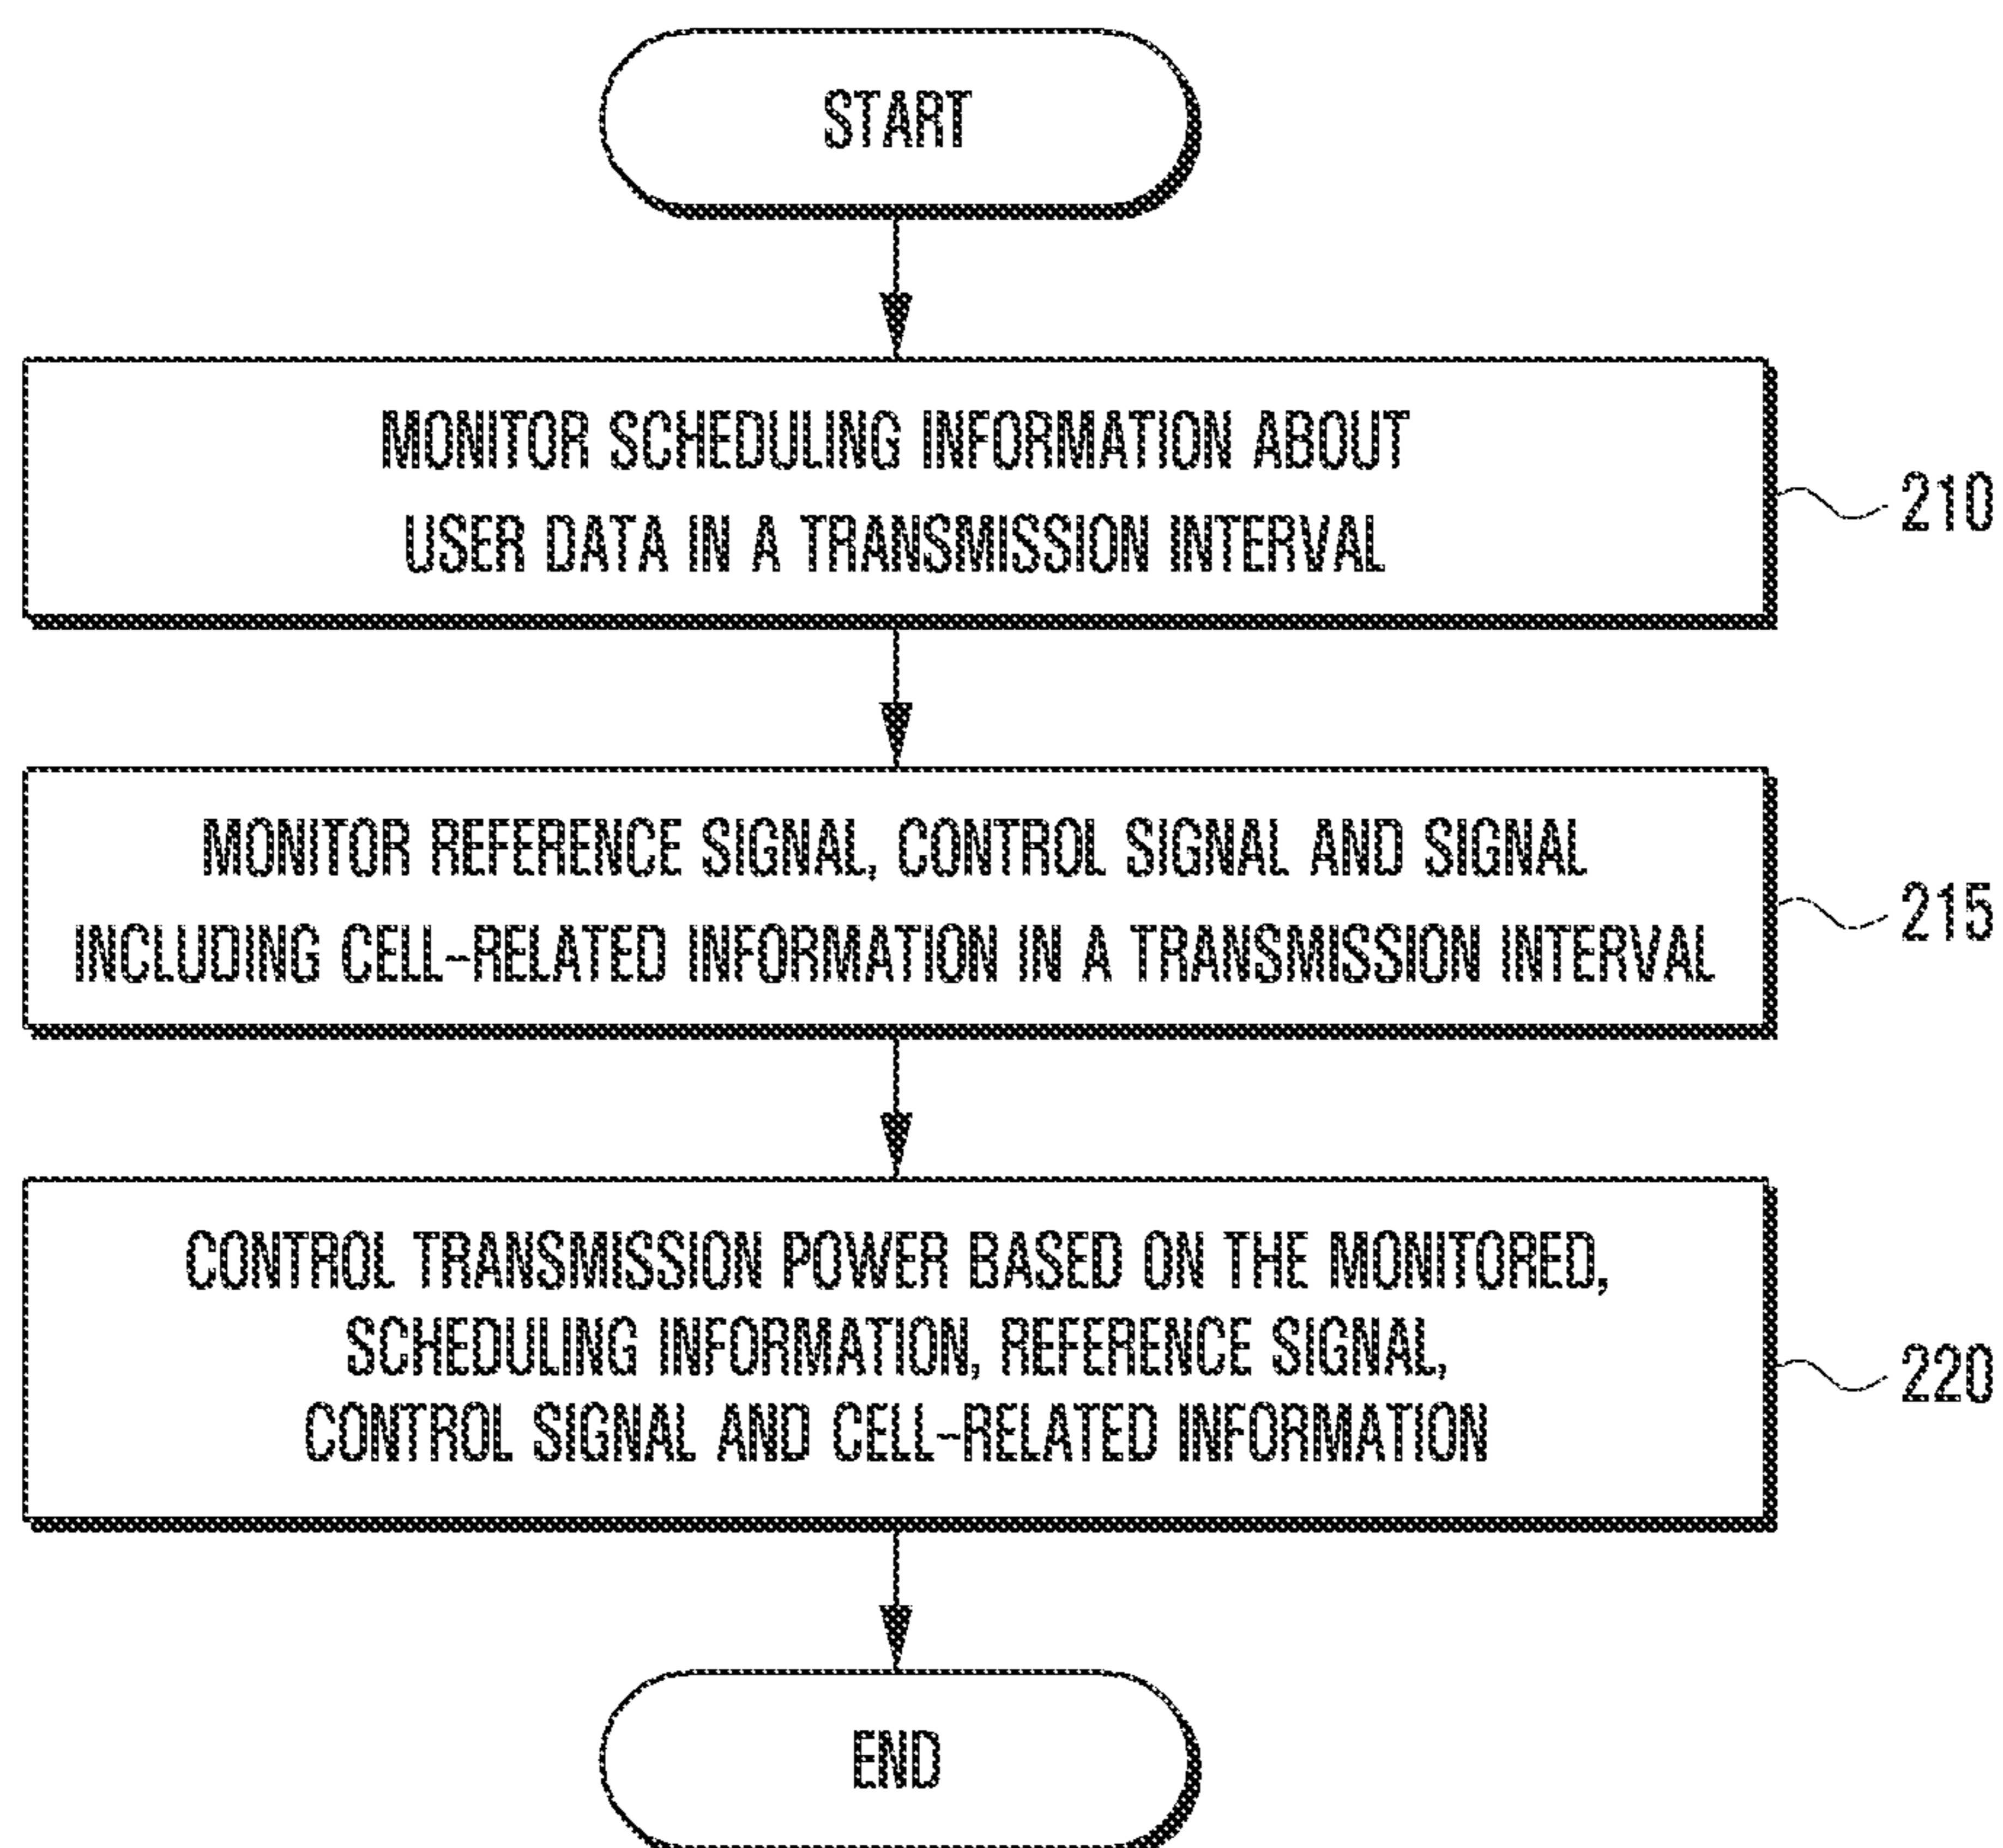 START
MONITOR SCHEDULING INFORMATION ABOUT
USER DATA IN A TRANSMISSION INTERVAL
210
MONITOR REFERENCE SIGNAL, CONTROL SIGNAL AND SIGNAL
INCLUDING CELL-RELATED INFORMATION IN A TRANSMISSION INTERVAL
215
CONTROL TRANSMISSION POWER BASED ON THE MONITORED,
SCHEDULING INFORMATION, REFERENCE SIGNAL,
CONTROL SIGNAL AND CELL-RELATED INFORMATION
220
END